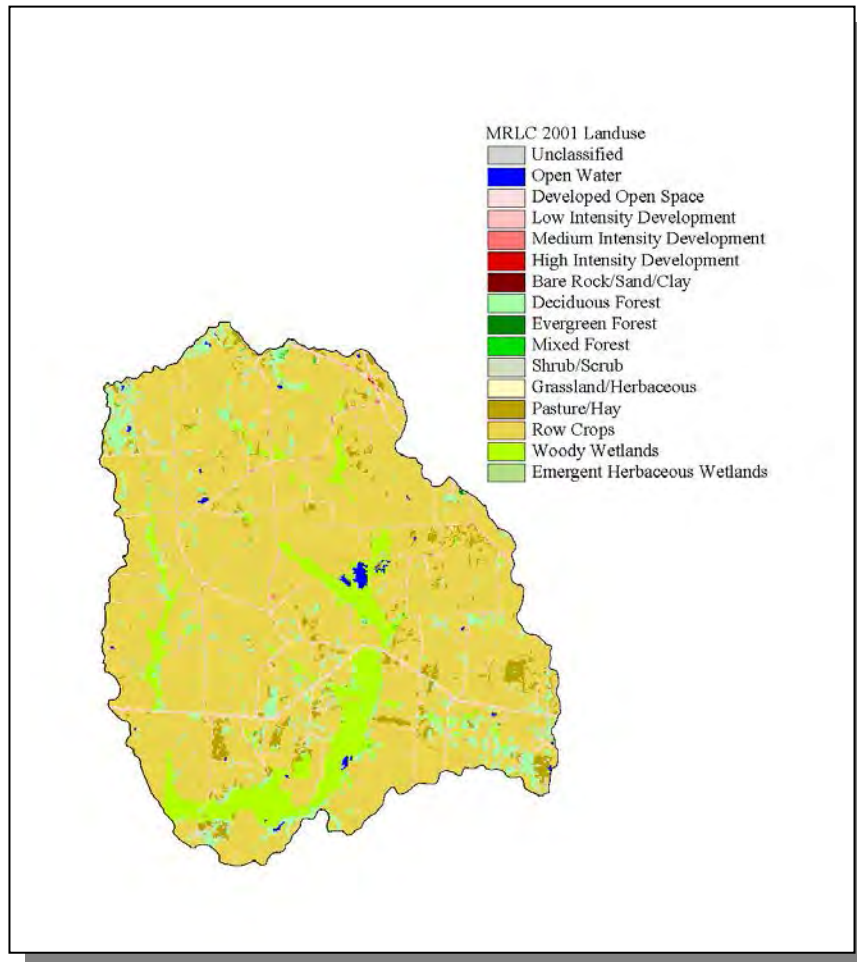 MRLC 2001 Landuse
Unclassified
Open Water
Developed Open Space
Low Intensity Development
Medium Intensity Development
High Intensity Development
Bare Rock/Sand/Clay
Deciduous Forest
Evergreen Forest
Mixed Forest
Shrub/Scrub
Grassland/Herbaceous
Pasture/Hay
Row Crops
Woody Wetlands
Emergent Herbaceous Wetlands